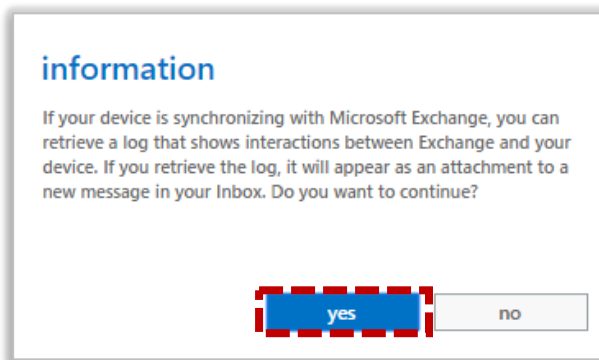 information
If your device is synchronizing with Microsoft Exchange, you can
retrieve a log that shows interactions between Exchange and your
device. If you retrieve the log, it will appear as an attachment to a
new message in your Inbox. Do you want to continue?
yes
no